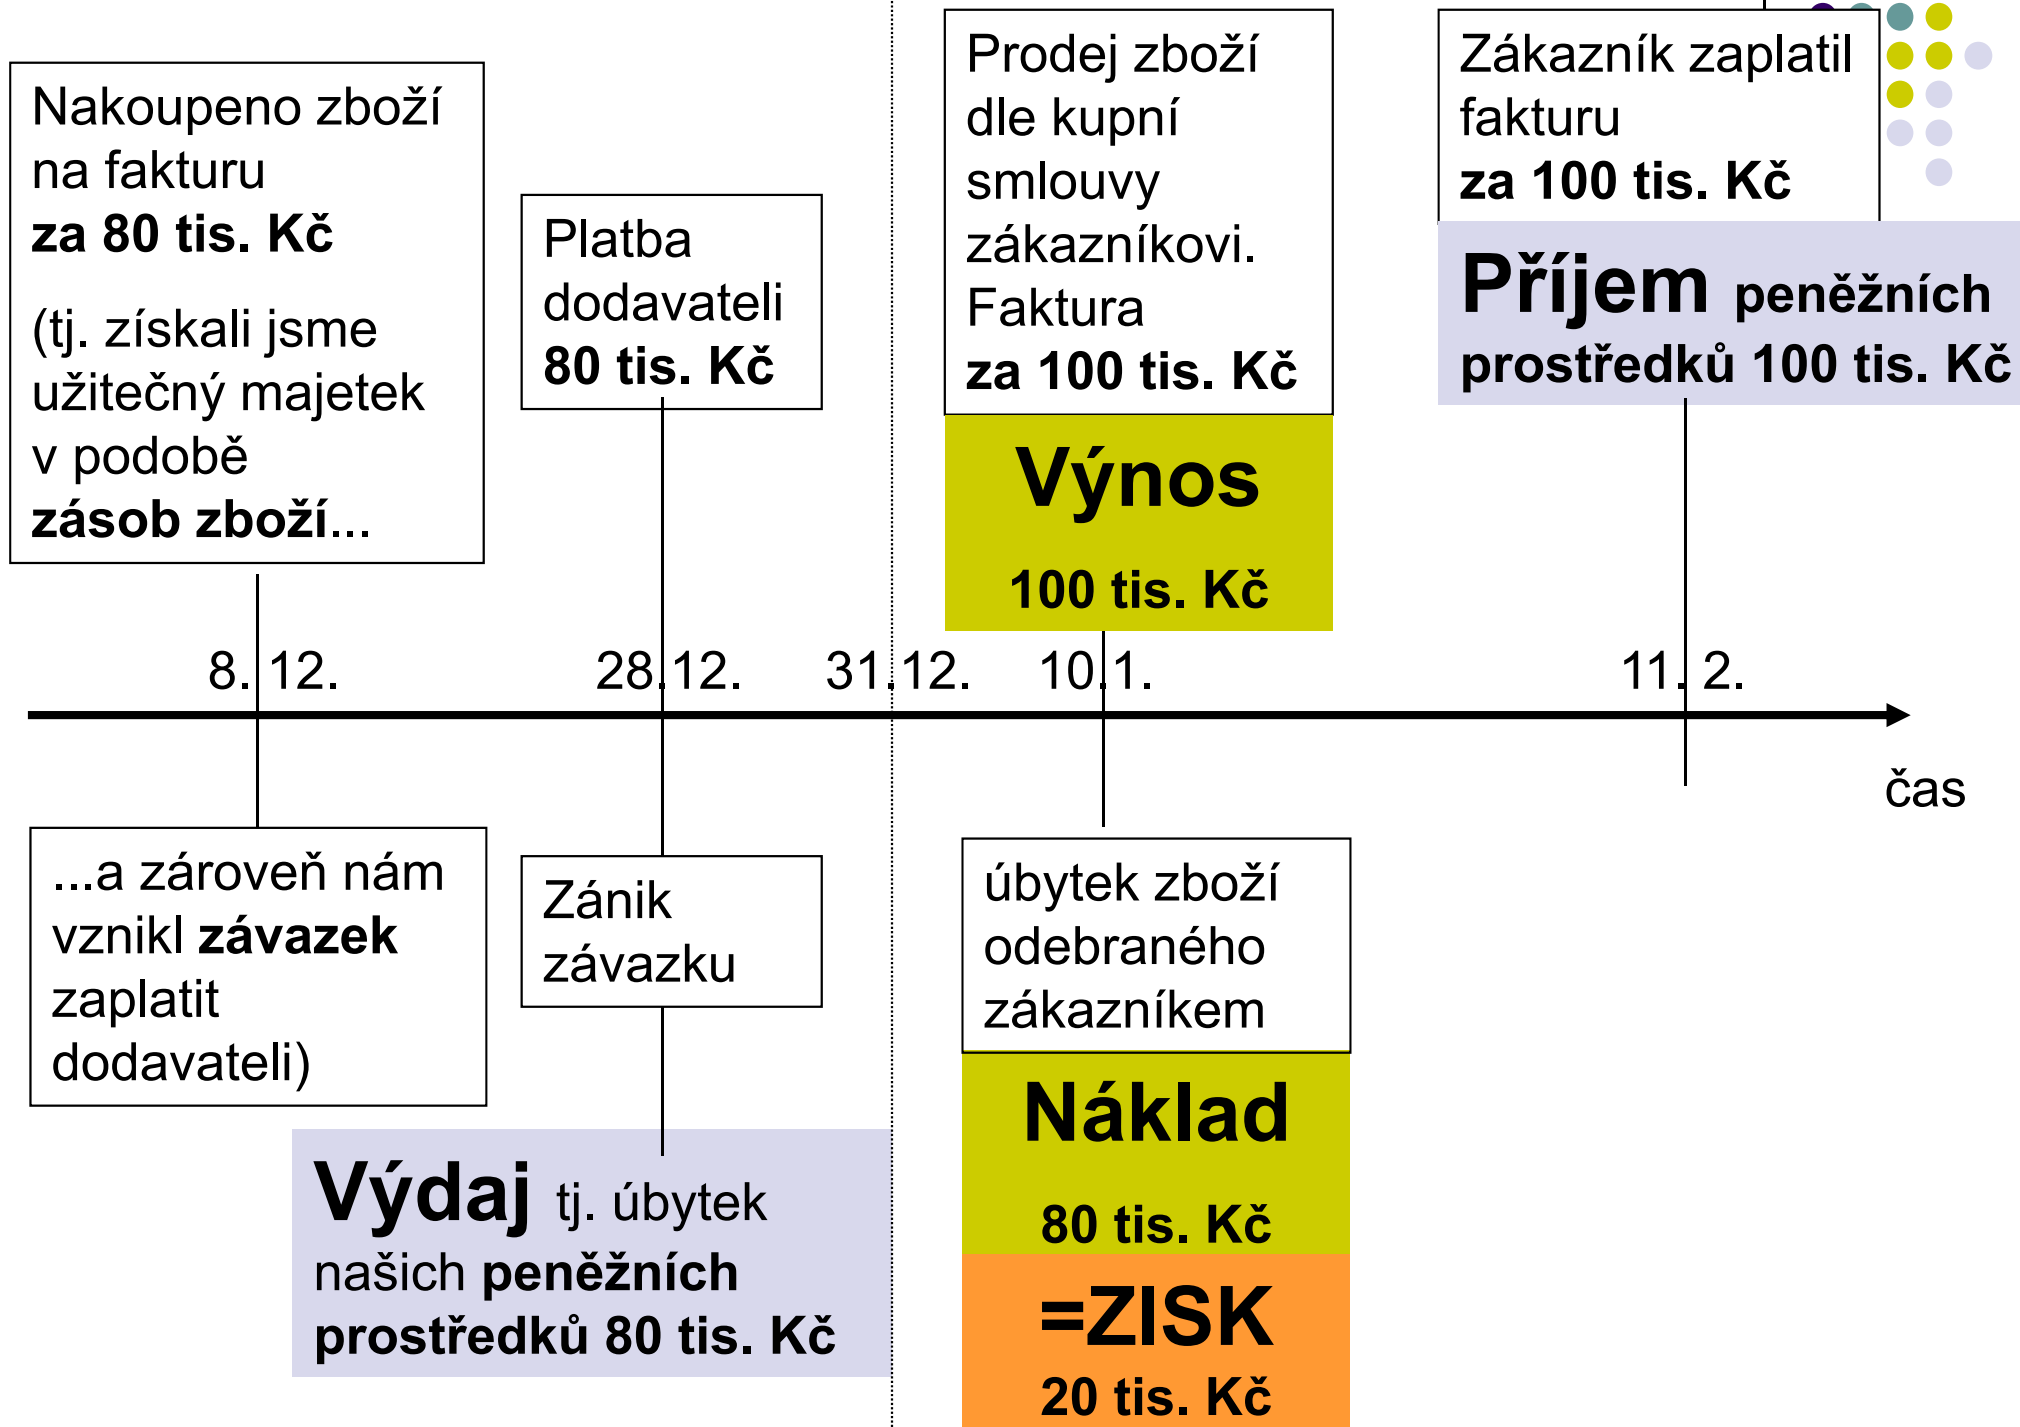 Nakoupeno zboží
na fakturu
za 80 tis. Kč
(tj. získali jsme
užitečný majetek
v podobě
zásob zboží...
Platba
dodavateli
80 tis. Kč
Prodej zboží
dle kupní
smlouvy
zákazníkovi.
Faktura
za 100 tis. Kč
Výnos
100 tis. Kč
Zákazník zaplatil
fakturu
za 100 tis. Kč
Příjem peněžních
prostředků 100 tis. Kč
8. 12.
28.12.
31.12.
10.1.
11. 2.
čas
...a zároveň nám
vznikl závazek
zaplatit
dodavateli)
Zánik
závazku
Výdaj tj. úbytek
našich peněžních
prostředků 80 tis. Kč
úbytek zboží
odebraného
zákazníkem
Náklad
80 tis. Kč
=ZISK
20 tis. Kč